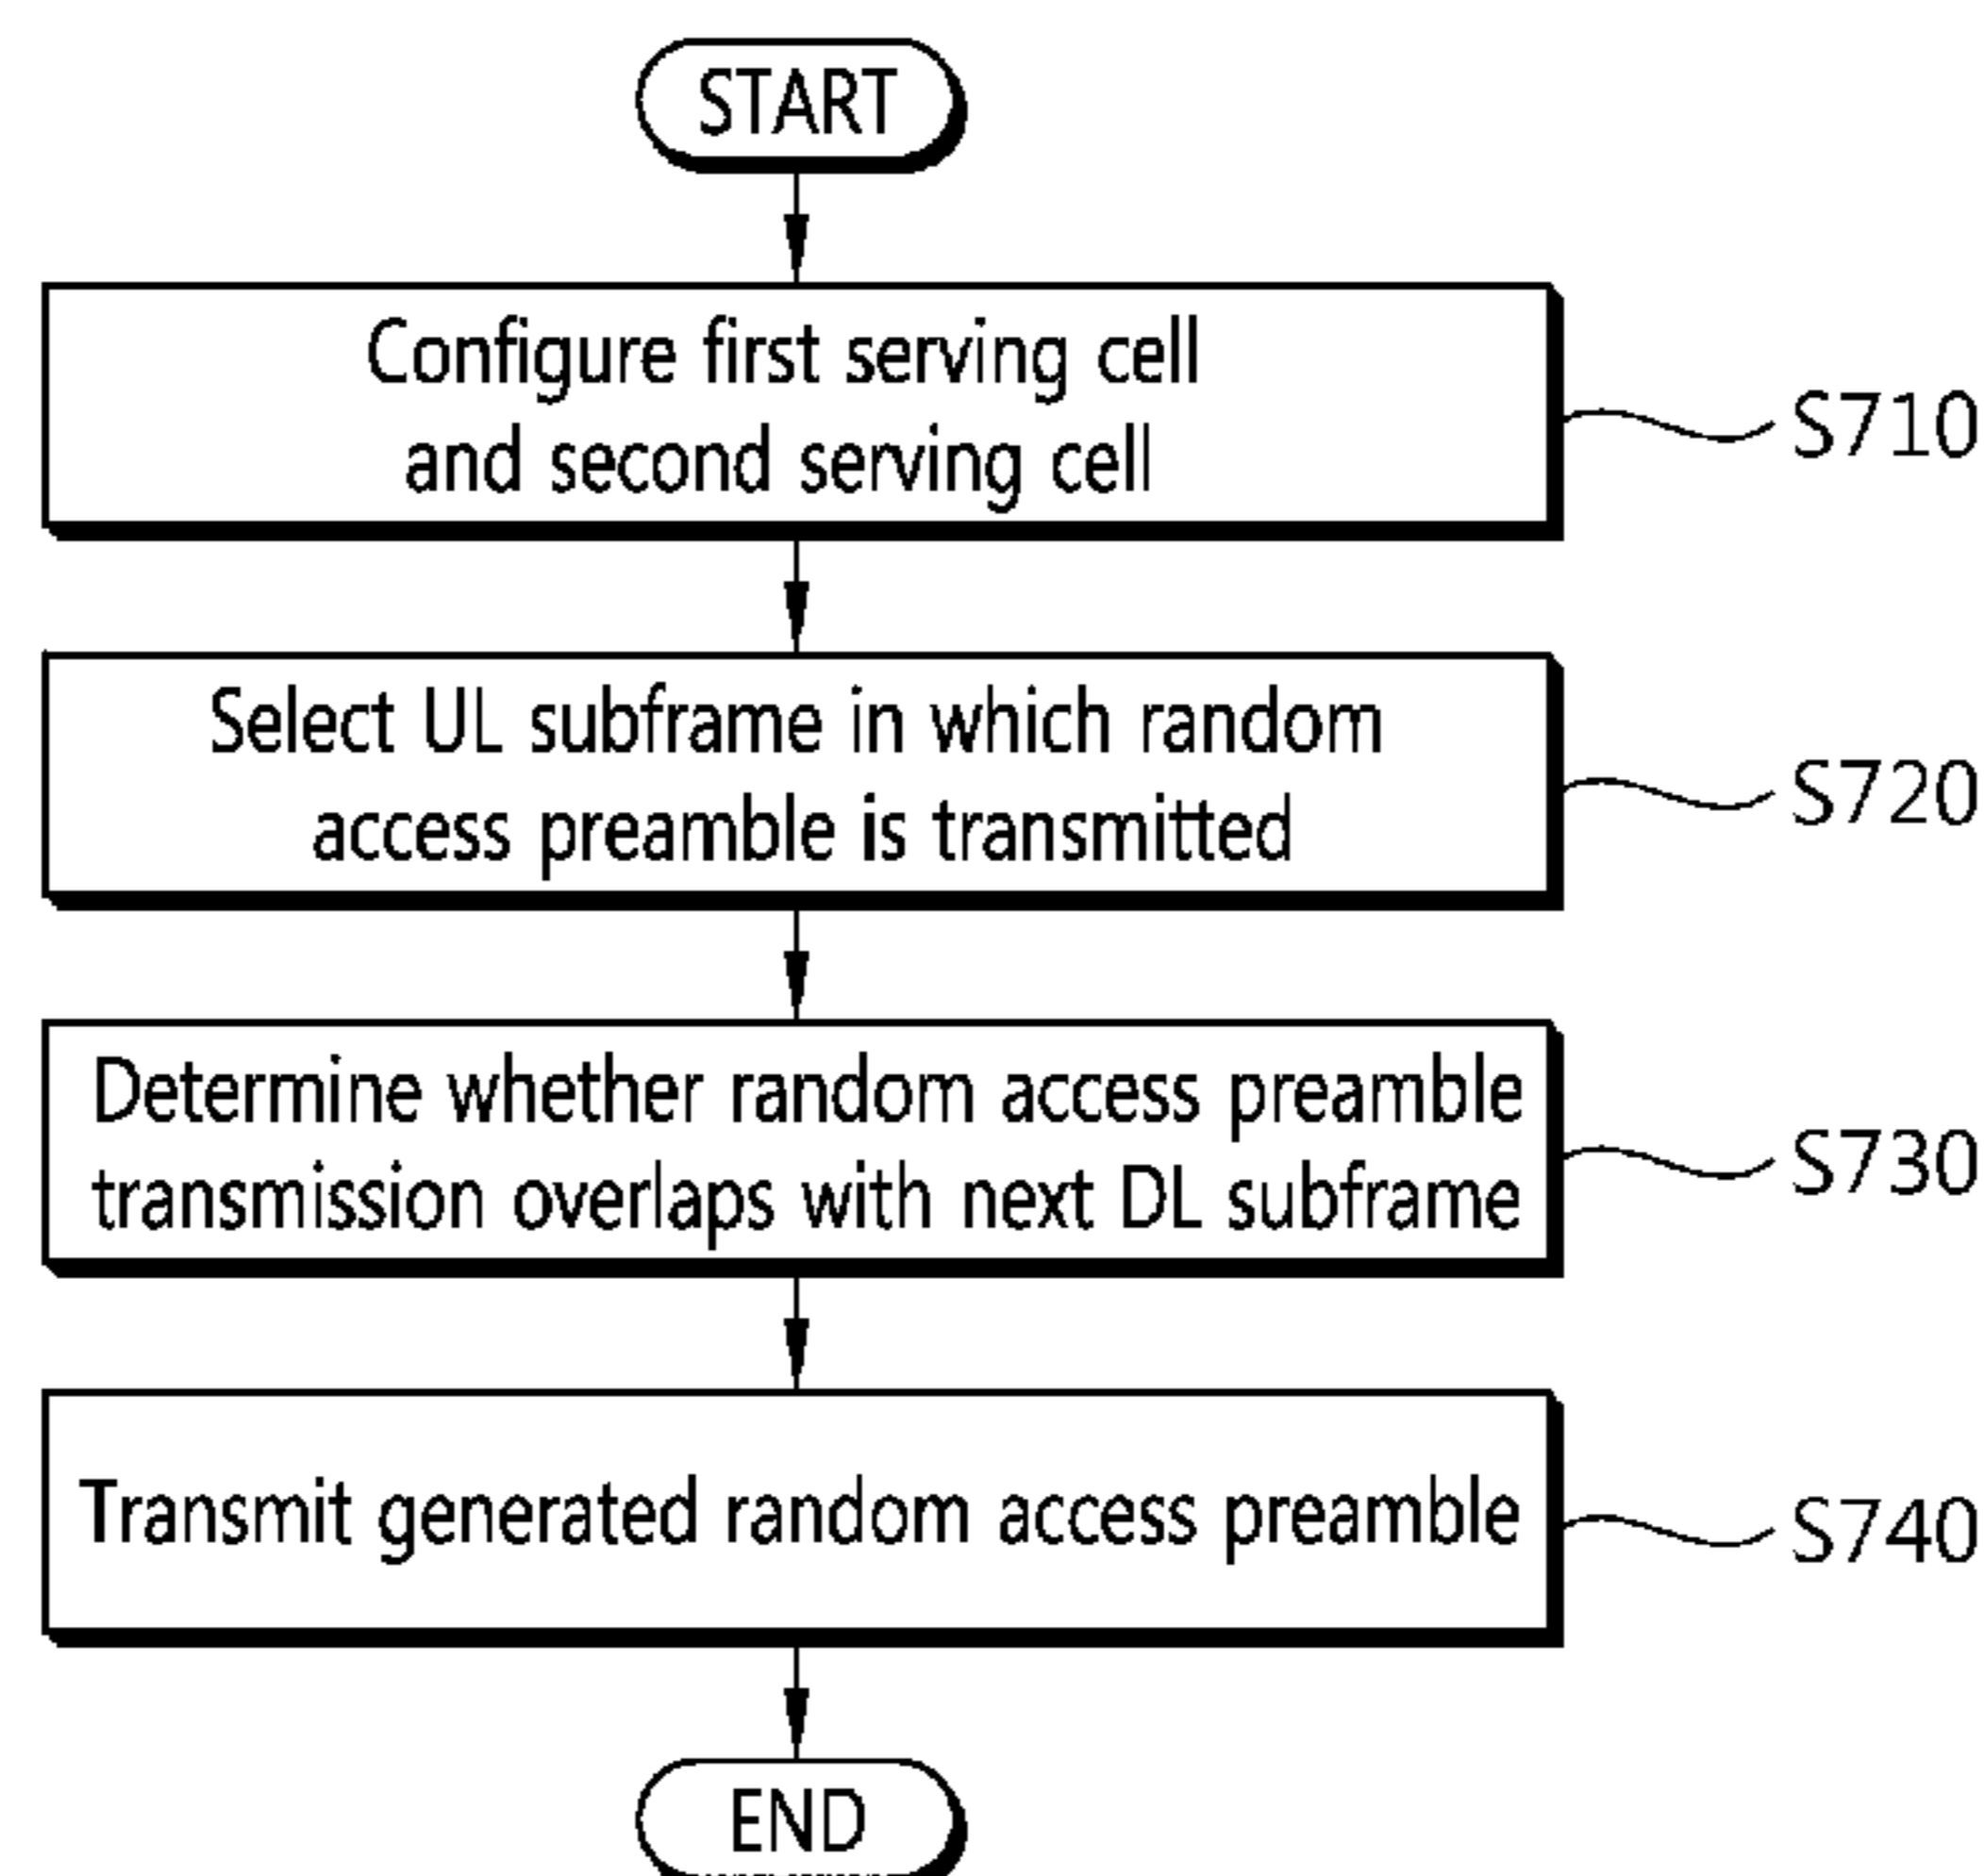 START
Configure first serving cell
and second serving cell
S710
Select UL subframe in which random
access preamble is transmitted
S720
Determine whether random access preamble
transmission overlaps with next DL subframe
S730
Transmit generated random access preamble
S740
END